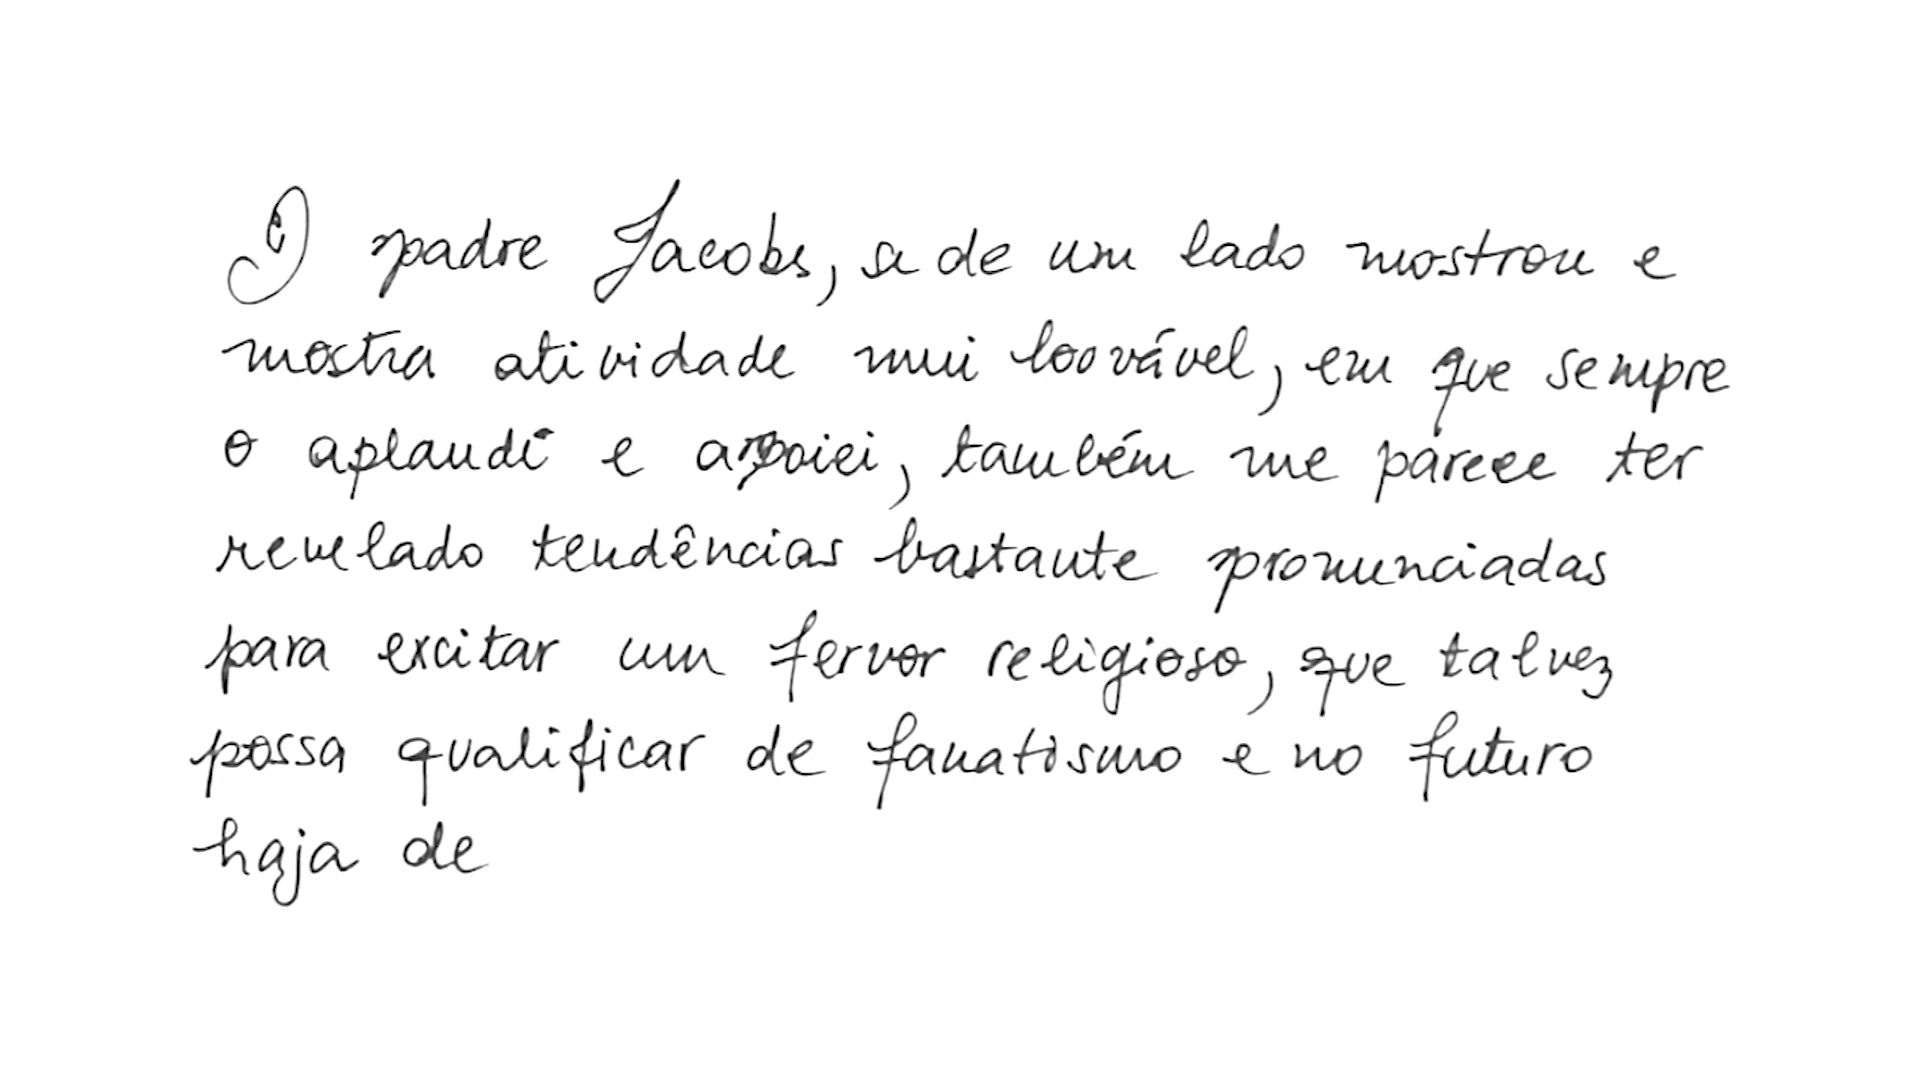 O padre Jacobs, se de um lado mostrou e
mostra atividade mui loovável, em que sempre
o aplaudi e apoiei, também me parece ter
revelado tendências bastante pronunciadas
para excitar um fervor religioso, que talvez
possa qualificar de fanatismo e no futuro
haja de